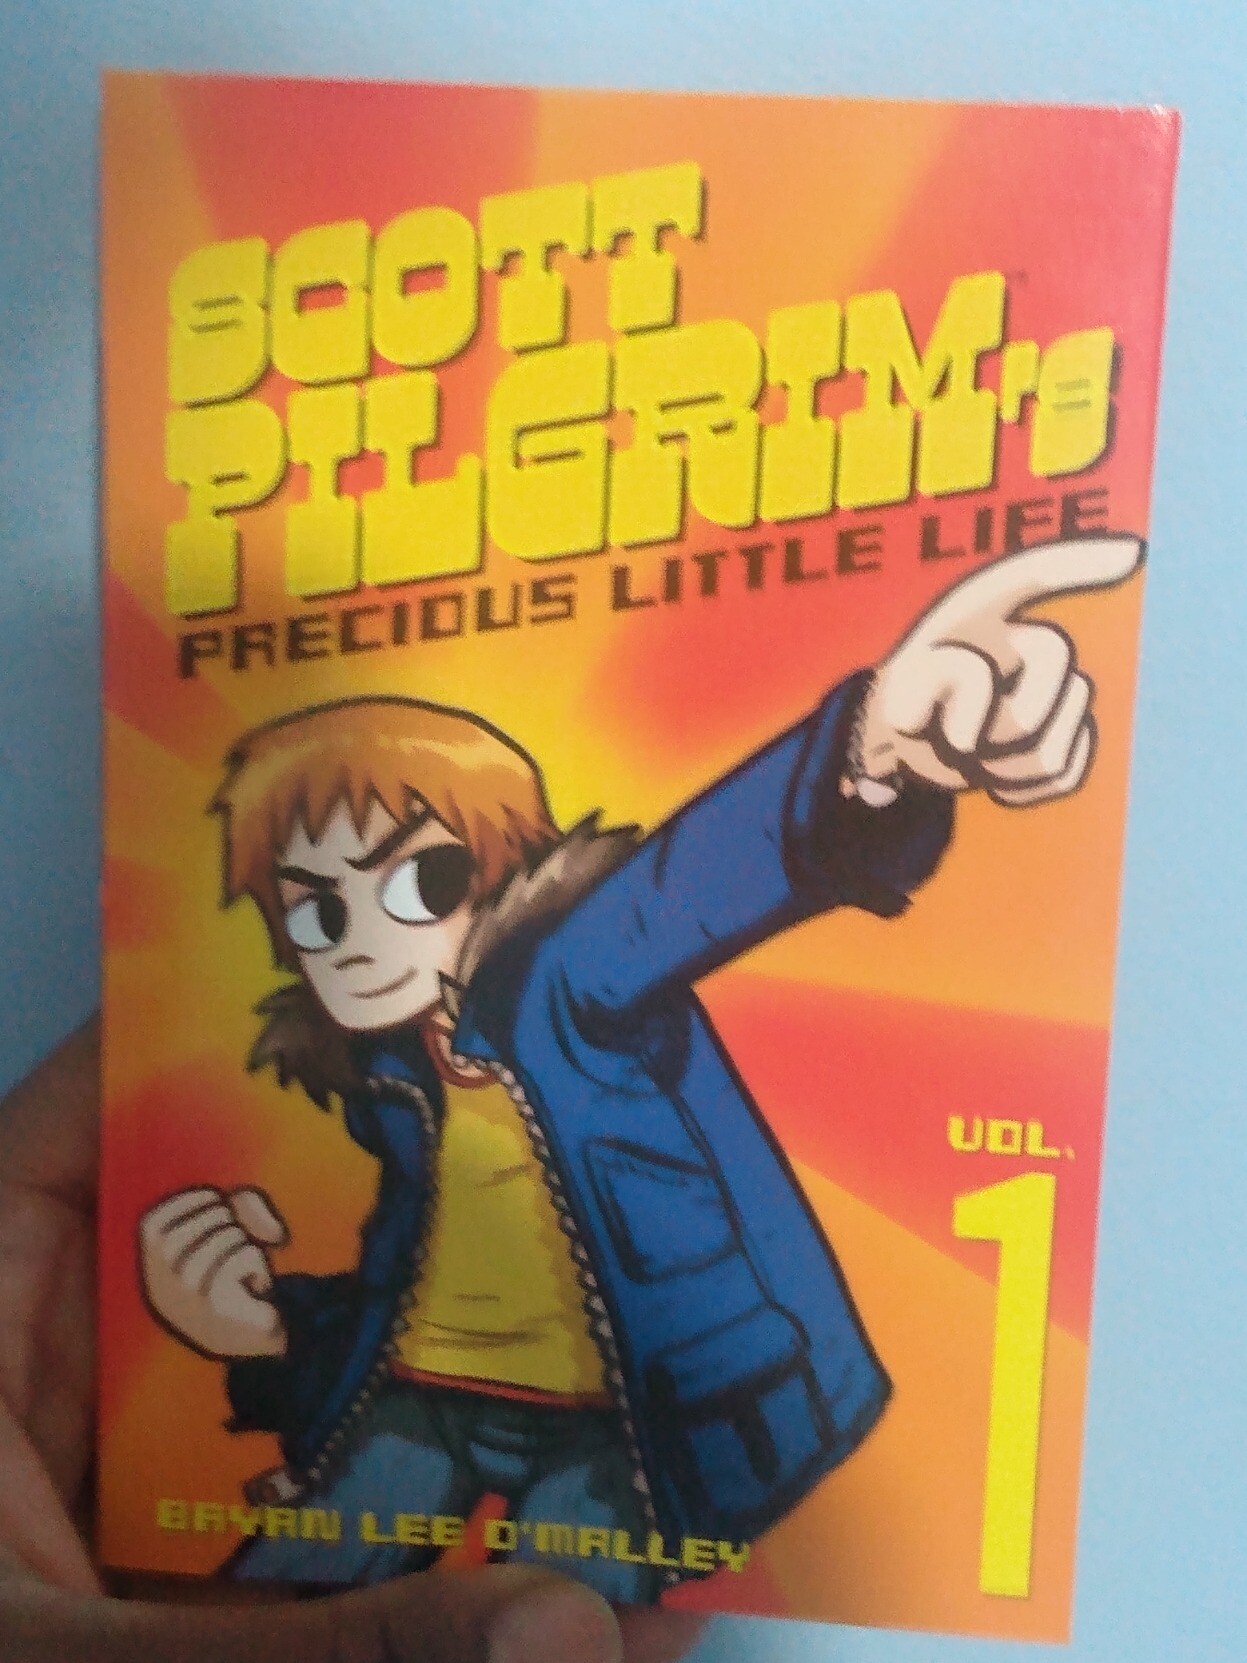 SCOTT
PILGRIM's
PRECIOUS LITTLE LIFE
VOL.
1
BRYAN LEE O'MALLEY